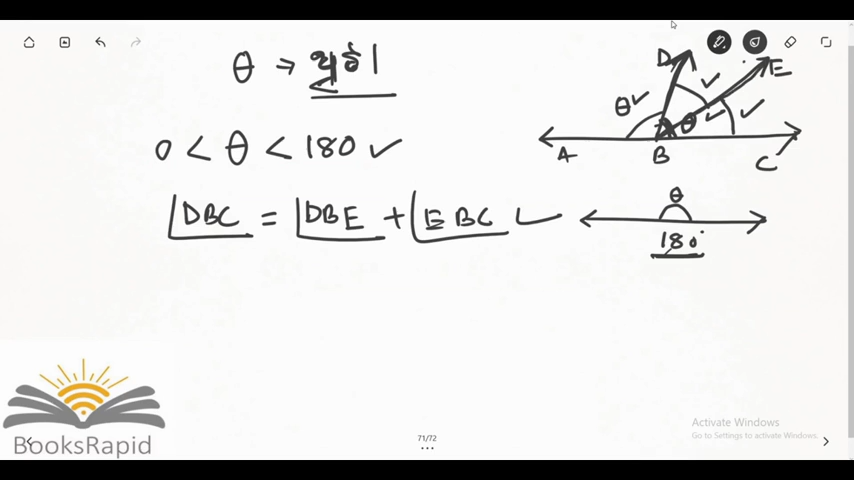 θ ⇒ થીટા
0 < θ < 180 ✓
∠DBC = ∠DBE + ∠EBC ✓
D E
θ ✓ ✓ θ ✓ ✓
A B C
θ
180°
BooksRapid
71/72
Activate Windows
Go to Settings to activate Windows.